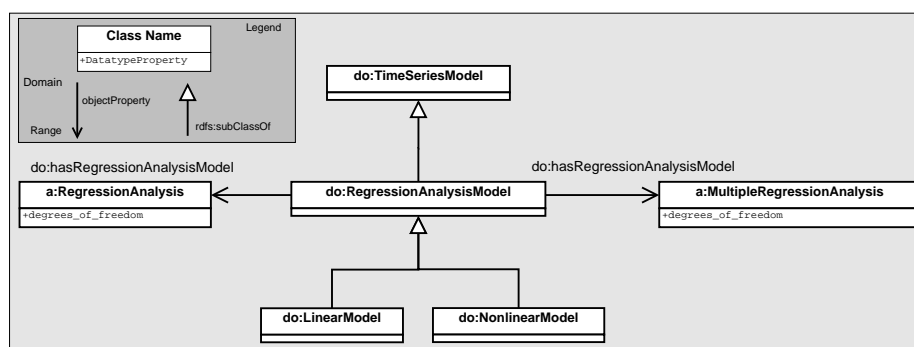 Legend
Class Name
+DatatypeProperty
Domain
objectProperty
Range
rdfs:subClassOf
do:TimeSeriesModel
do:hasRegressionAnalysisModel
do:hasRegressionAnalysisModel
a:RegressionAnalysis
+degrees_of_freedom
do:RegressionAnalysisModel
a:MultipleRegressionAnalysis
+degrees_of_freedom
do:LinearModel
do:NonlinearModel